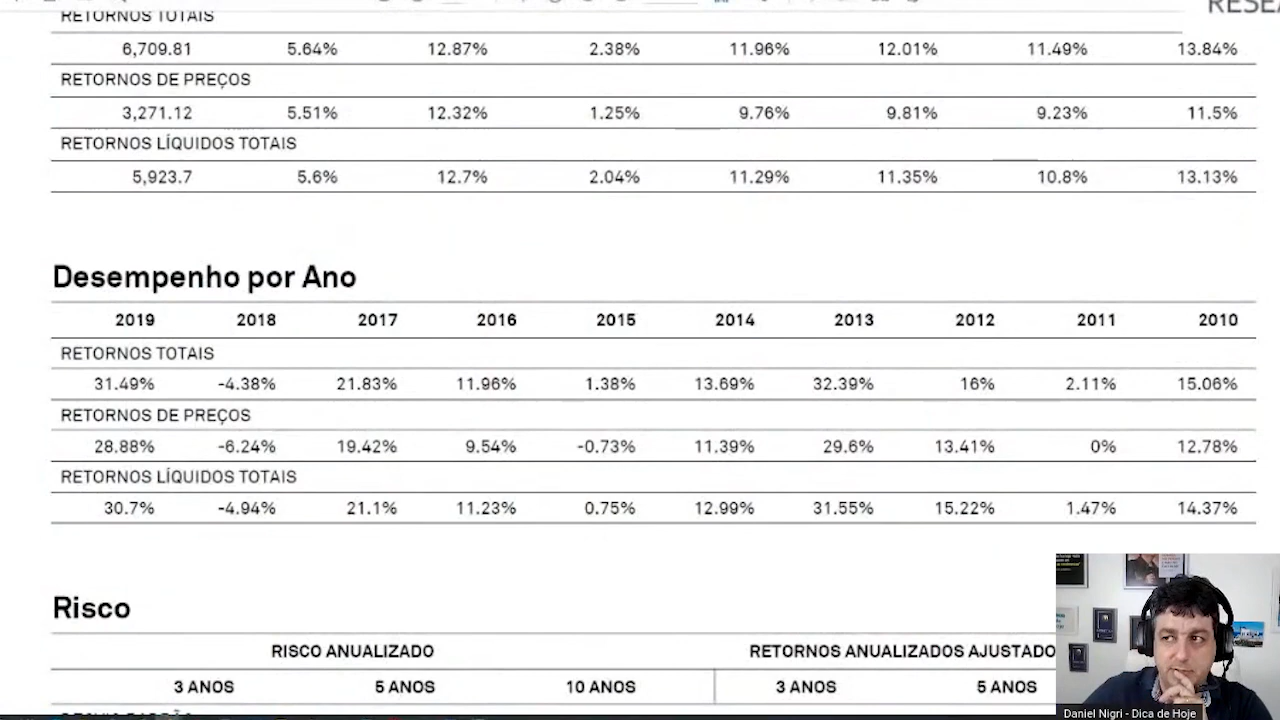 RESE
RETORNOS TOTAIS
6,709.81 5.64% 12.87% 2.38% 11.96% 12.01% 11.49% 13.84%
RETORNOS DE PREÇOS
3,271.12 5.51% 12.32% 1.25% 9.76% 9.81% 9.23% 11.5%
RETORNOS LÍQUIDOS TOTAIS
5,923.7 5.6% 12.7% 2.04% 11.29% 11.35% 10.8% 13.13%
Desempenho por Ano
2019 2018 2017 2016 2015 2014 2013 2012 2011 2010
RETORNOS TOTAIS
31.49% -4.38% 21.83% 11.96% 1.38% 13.69% 32.39% 16% 2.11% 15.06%
RETORNOS DE PREÇOS
28.88% -6.24% 19.42% 9.54% -0.73% 11.39% 29.6% 13.41% 0% 12.78%
RETORNOS LÍQUIDOS TOTAIS
30.7% -4.94% 21.1% 11.23% 0.75% 12.99% 31.55% 15.22% 1.47% 14.37%
Risco
RISCO ANUALIZADO RETORNOS ANUALIZADOS AJUSTADO
3 ANOS 5 ANOS 10 ANOS 3 ANOS 5 ANOS
Daniel Nigri - Dica de Hoje